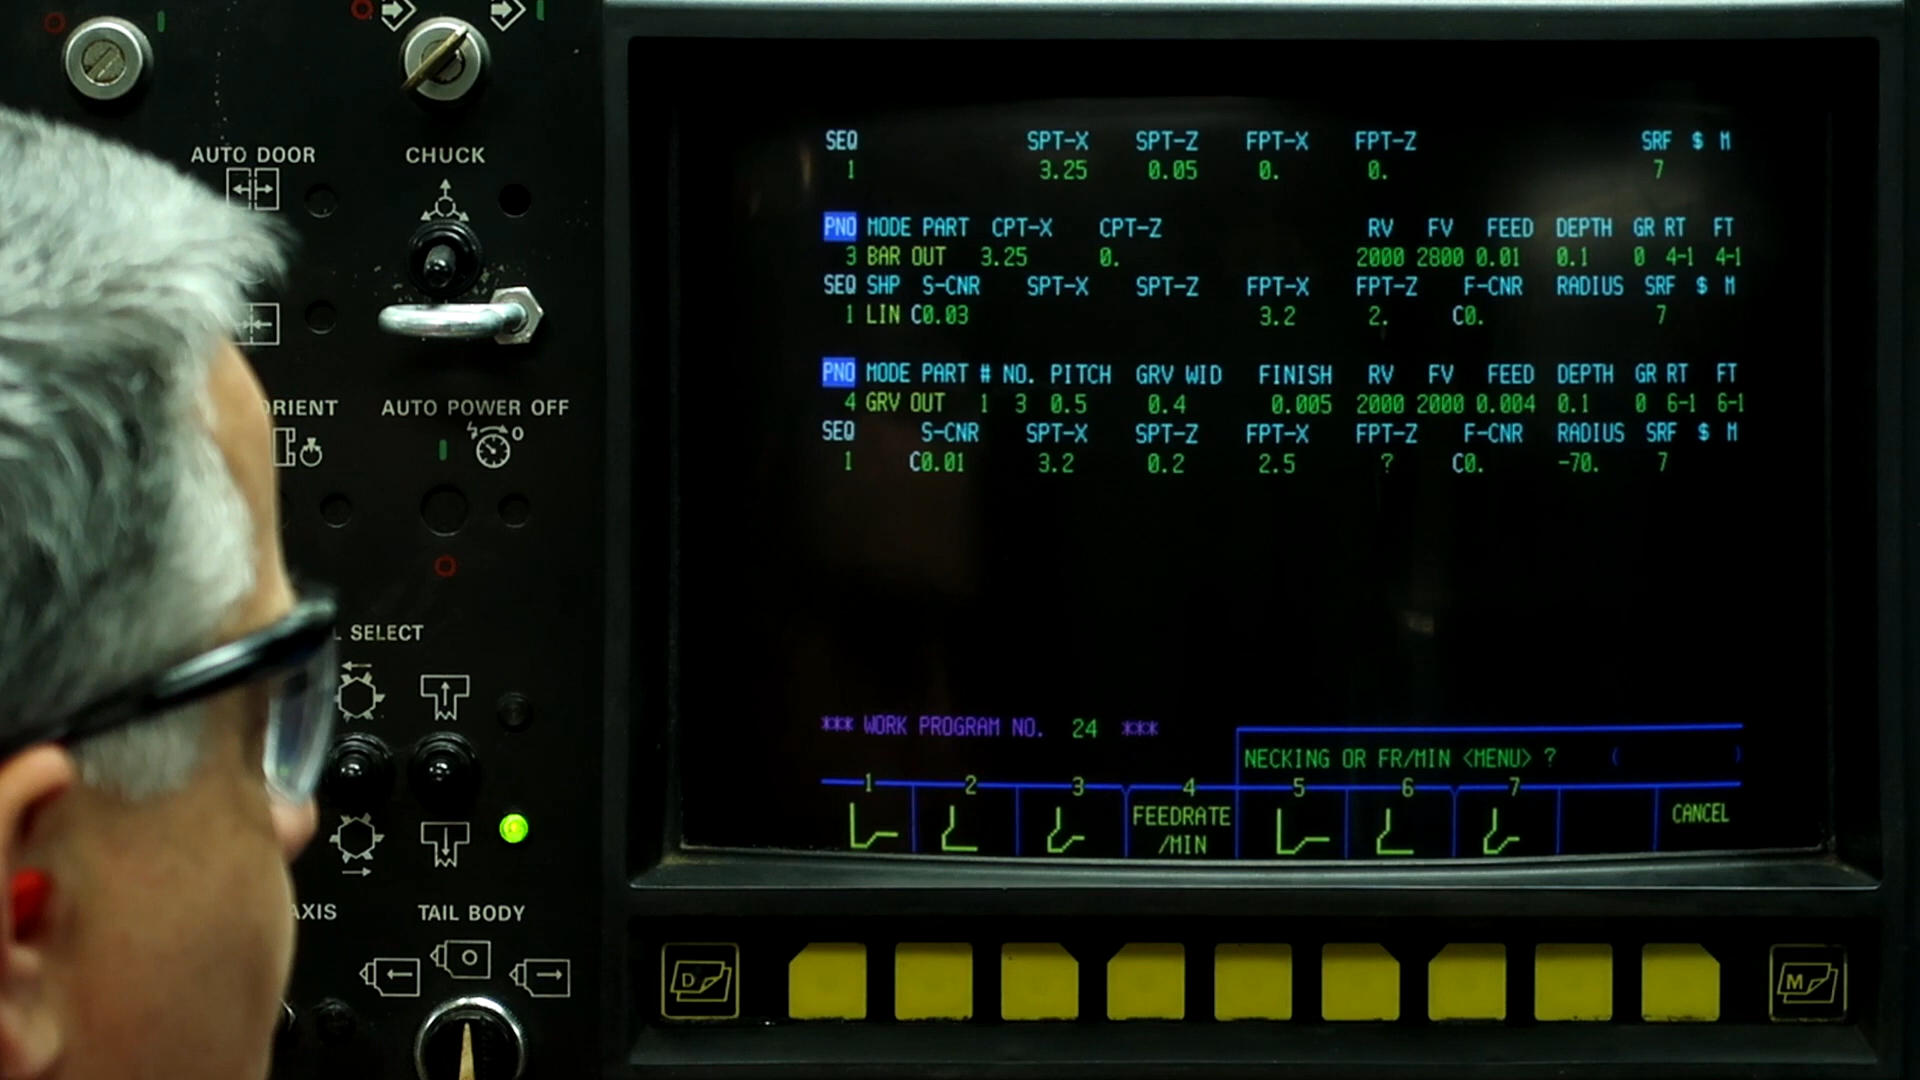 AUTO DOOR
CHUCK
ORIENT
AUTO POWER OFF
L SELECT
AXIS
TAIL BODY
SEQ SPT-X SPT-Z FPT-X FPT-Z SRF $ M
1 3.25 0.05 0. 0. 7
PNO MODE PART CPT-X CPT-Z RV FV FEED DEPTH GR RT FT
3 BAR OUT 3.25 0. 2000 2800 0.01 0.1 0 4-1 4-1
SEQ SHP S-CNR SPT-X SPT-Z FPT-X FPT-Z F-CNR RADIUS SRF $ M
1 LIN C0.03 3.2 2. C0. 7
PNO MODE PART # NO. PITCH GRV WID FINISH RV FV FEED DEPTH GR RT FT
4 GRV OUT 1 3 0.5 0.4 0.005 2000 2000 0.004 0.1 0 6-1 6-1
SEQ S-CNR SPT-X SPT-Z FPT-X FPT-Z F-CNR RADIUS SRF $ M
1 C0.01 3.2 0.2 2.5 ? C0. -70. 7
*** WORK PROGRAM NO. 24 ***
NECKING OR FR/MIN <MENU> ? ( )
1 2 3 4 5 6 7
FEEDRATE
/MIN
CANCEL
D
M